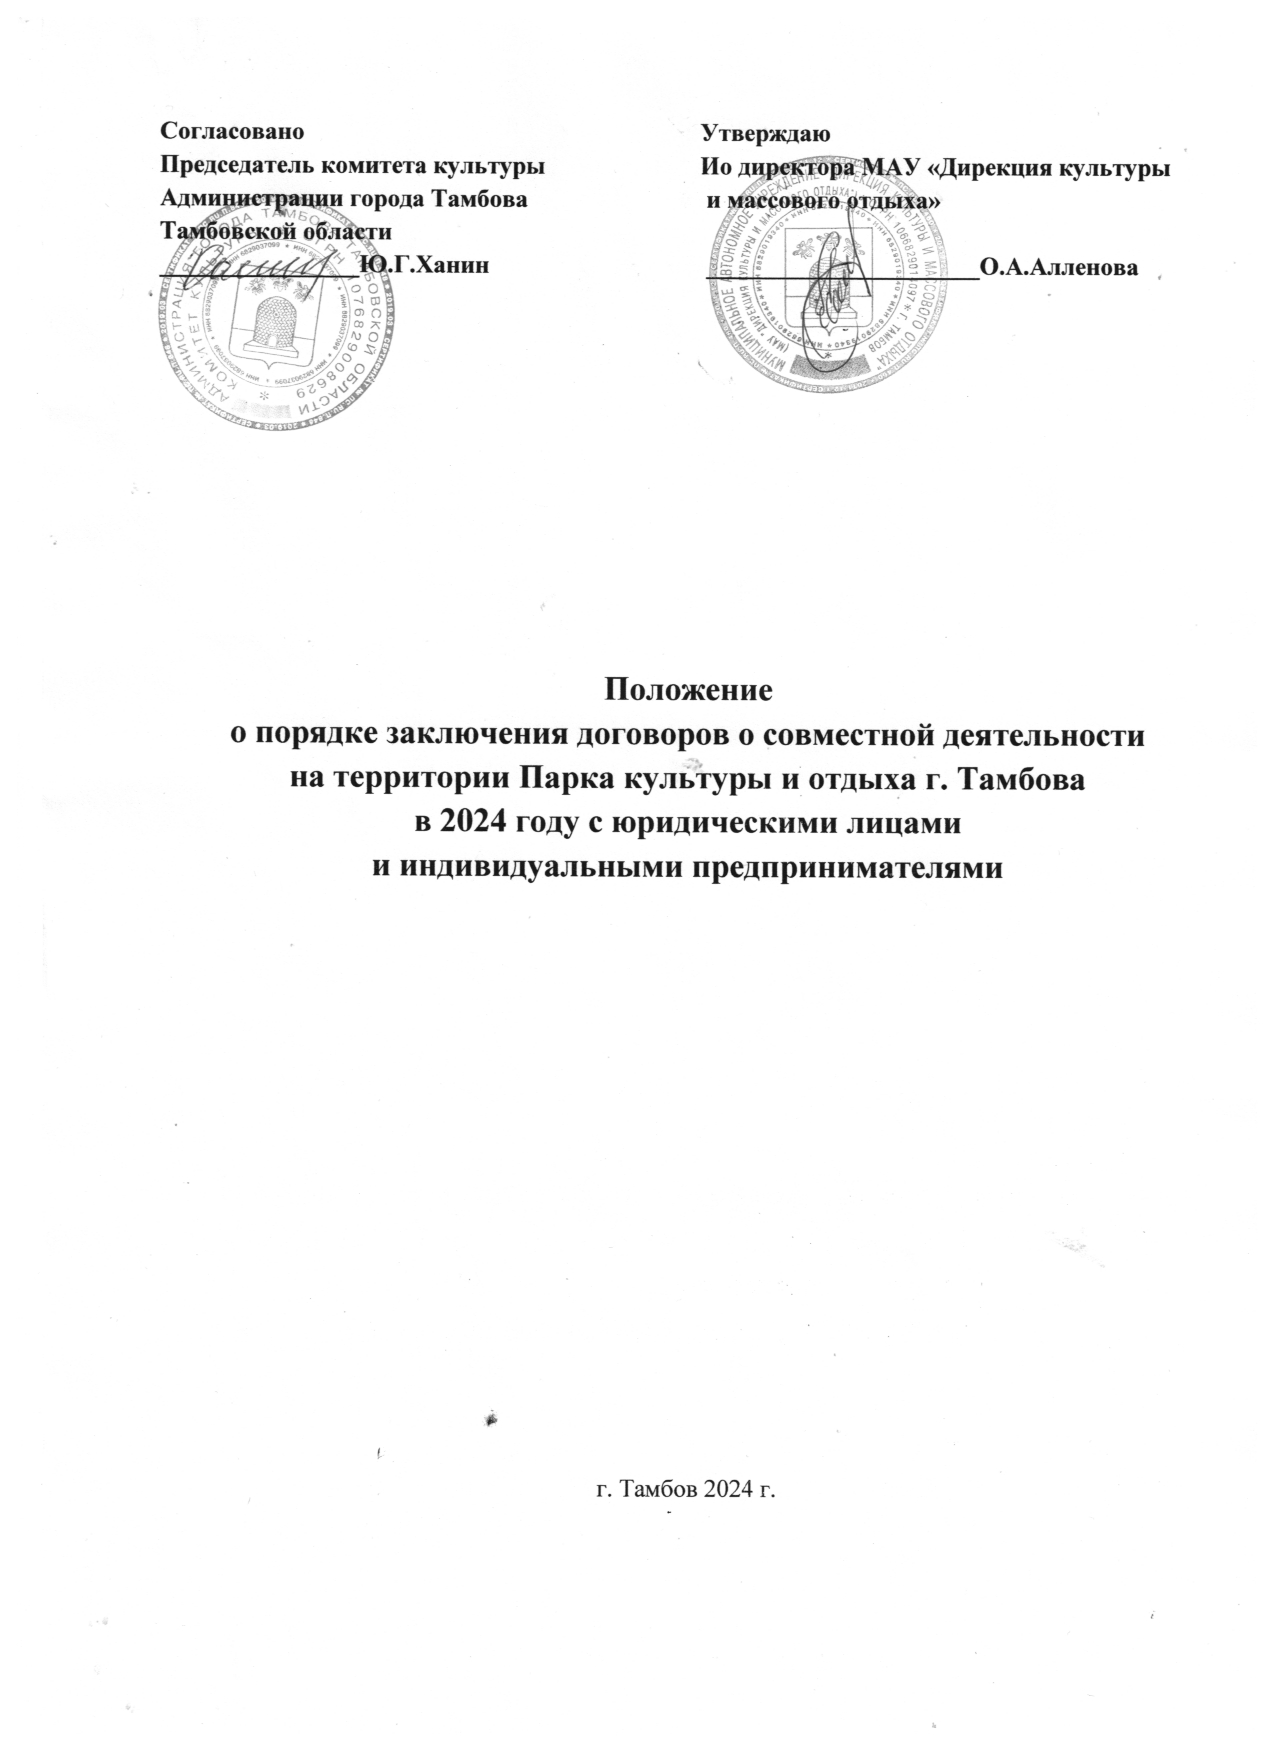 Согласовано
Председатель комитета культуры
Администрации города Тамбова
Тамбовской области
Ю.Г.Ханин
Утверждаю
Ио директора МАУ «Дирекция культуры
и массового отдыха»
О.А.Алленова
Положение
о порядке заключения договоров о совместной деятельности
на территории Парка культуры и отдыха г. Тамбова
в 2024 году с юридическими лицами
и индивидуальными предпринимателями
г. Тамбов 2024 г.